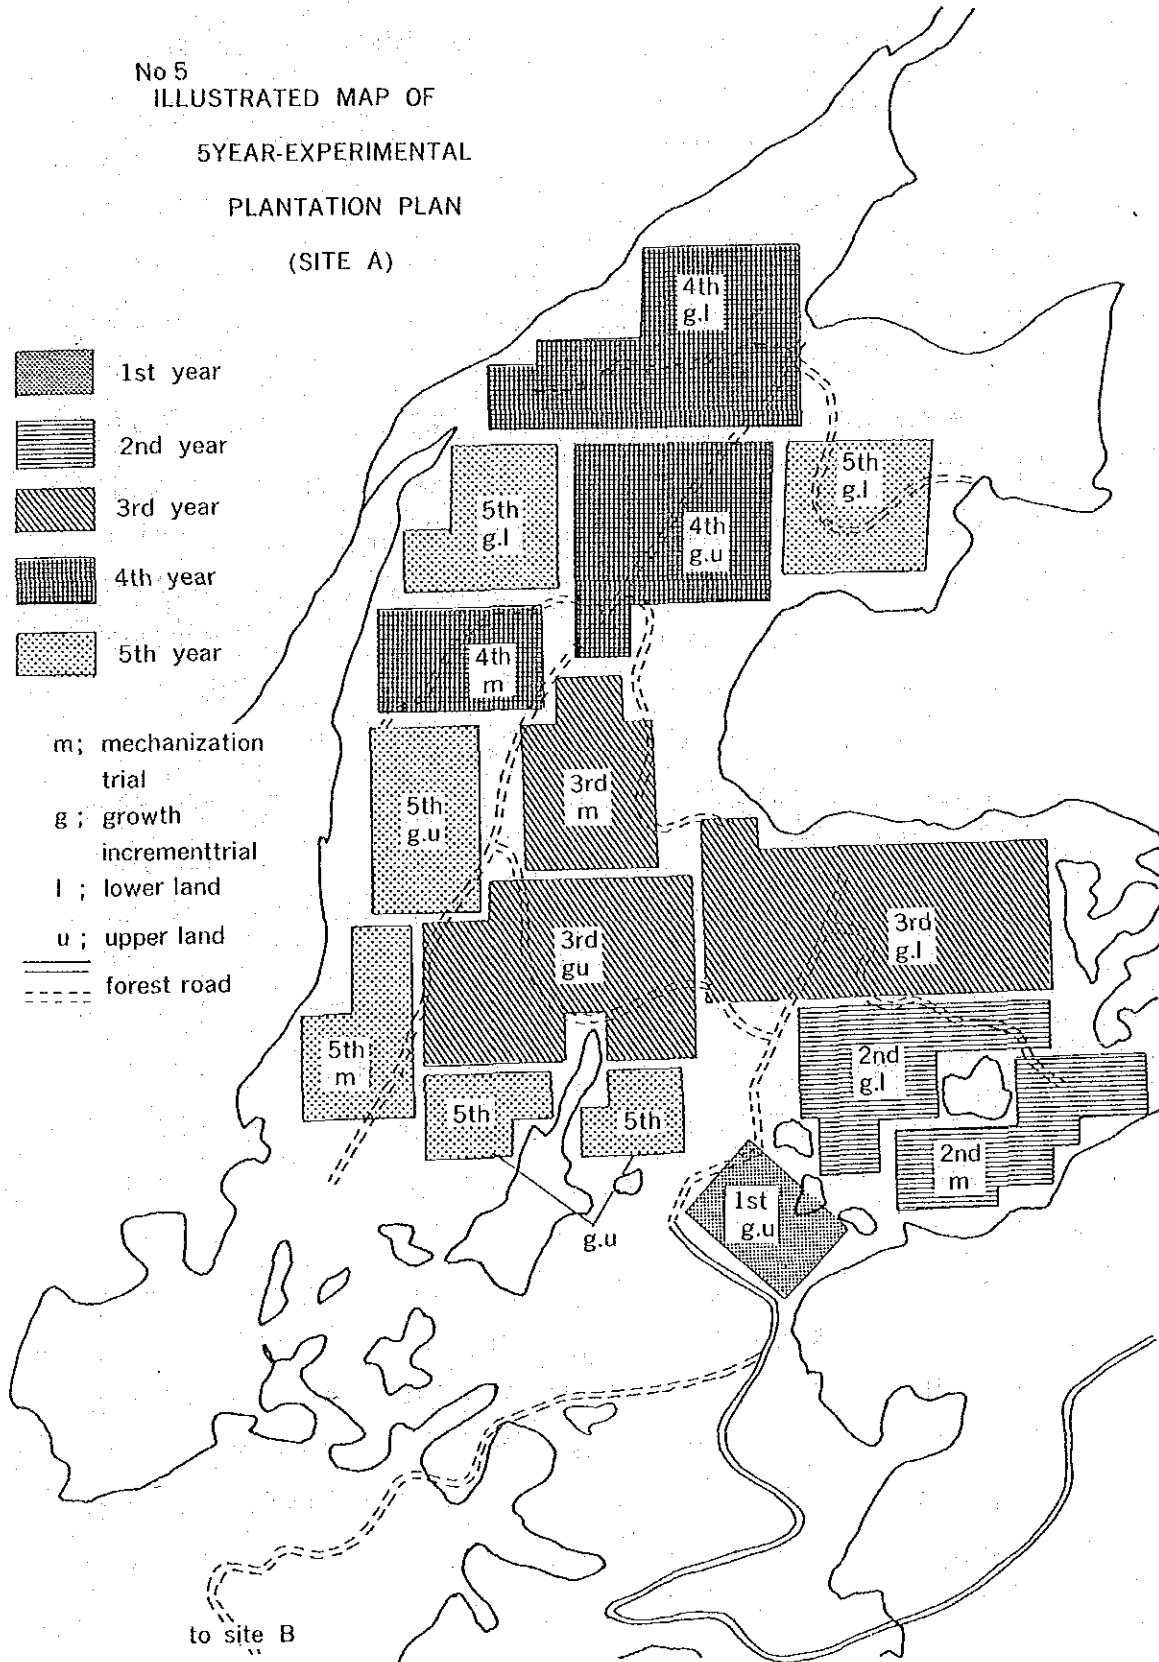 No 5
ILLUSTRATED MAP OF
5YEAR-EXPERIMENTAL
PLANTATION PLAN
(SITE A)
1st year
2nd year
3rd year
4th year
5th year
m; mechanization
trial
g ; growth
incrementtrial
l ; lower land
u ; upper land
forest road
4th
g.l
5th
g.l
5th
g.l
4th
g.u
4th
m
3rd
m
5th
g.u
3rd
g.l
3rd
gu
5th
m
2nd
g.l
5th
5th
2nd
m
1st
g.u
g.u
to site B